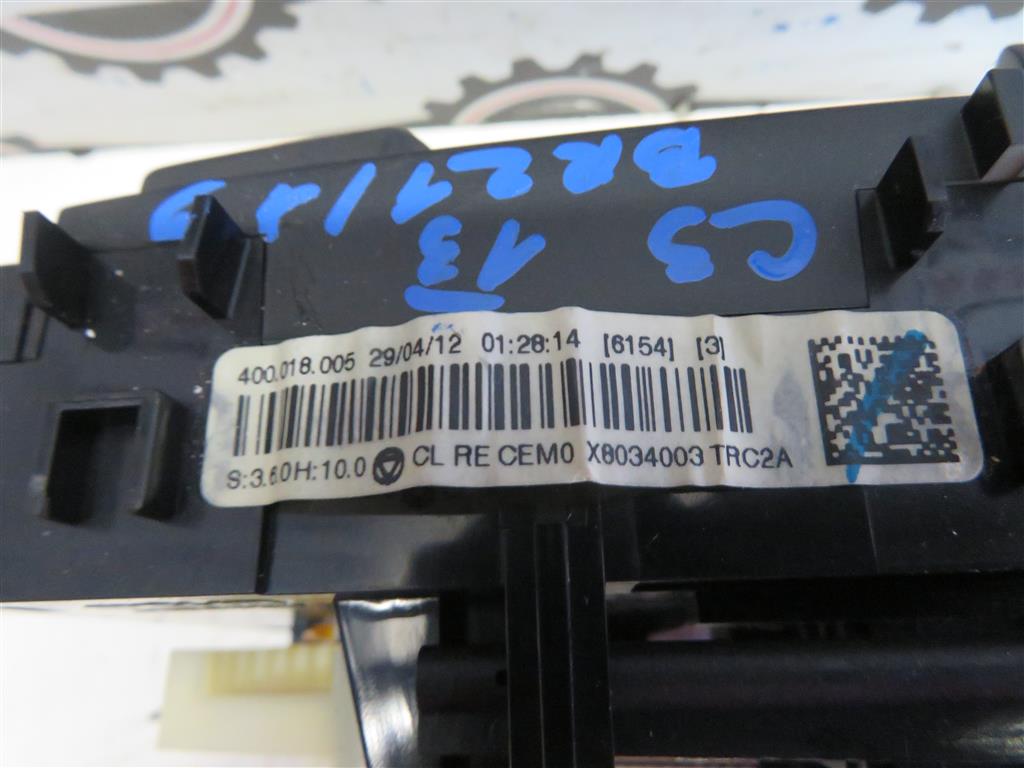 BR21/
C3
13
400.018.005 29/04/12 01:28:14 [6154] [3]
S:3.60H:10.0 CL RE CEM0 X8034003 TRC2A